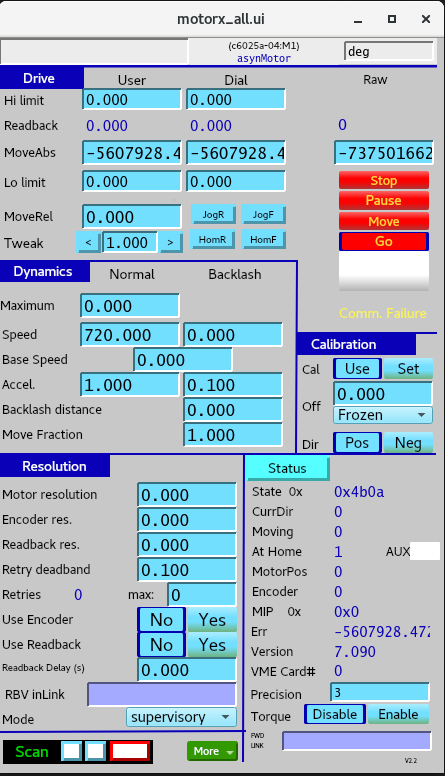 motorx_all.ui
(c6025a-04:M1)
asynMotor
deg
Drive User Dial Raw
Hi limit 0.000 0.000
Readback 0.000 0.000 0
MoveAbs -5607928.4 -5607928.4 -737501662
Lo limit 0.000 0.000
Stop
Pause
MoveRel 0.000 JogR JogF
Move
Tweak < 1.000 > HomR HomF
Go
Dynamics Normal Backlash
Maximum 0.000
Comm. Failure
Speed 720.000 0.000
Base Speed 0.000
Accel. 1.000 0.100
Backlash distance 0.000
Move Fraction 1.000
Calibration
Cal Use Set
0.000
Off
Frozen
Dir Pos Neg
Resolution
Motor resolution 0.000
Encoder res. 0.000
Readback res. 0.000
Retry deadband 0.100
Retries 0 max: 0
Use Encoder No Yes
Use Readback No Yes
Readback Delay (s) 0.000
RBV inLink
Mode supervisory
Status
State 0x 0x4b0a
CurrDir 0
Moving 0
At Home 1 AUX
MotorPos 0
Encoder 0
MIP 0x 0x0
Err -5607928.472
Version 7.090
VME Card# 0
Precision 3
Torque Disable Enable
FWD
LINK
Scan More
V2.2